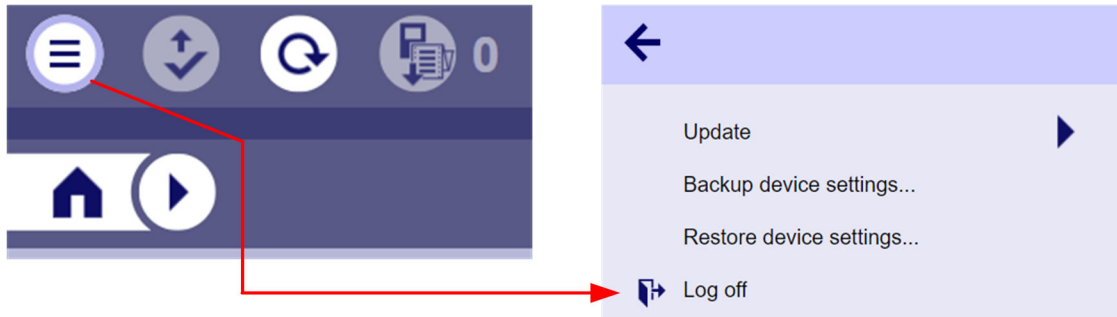 0
Update
Backup device settings...
Restore device settings...
Log off